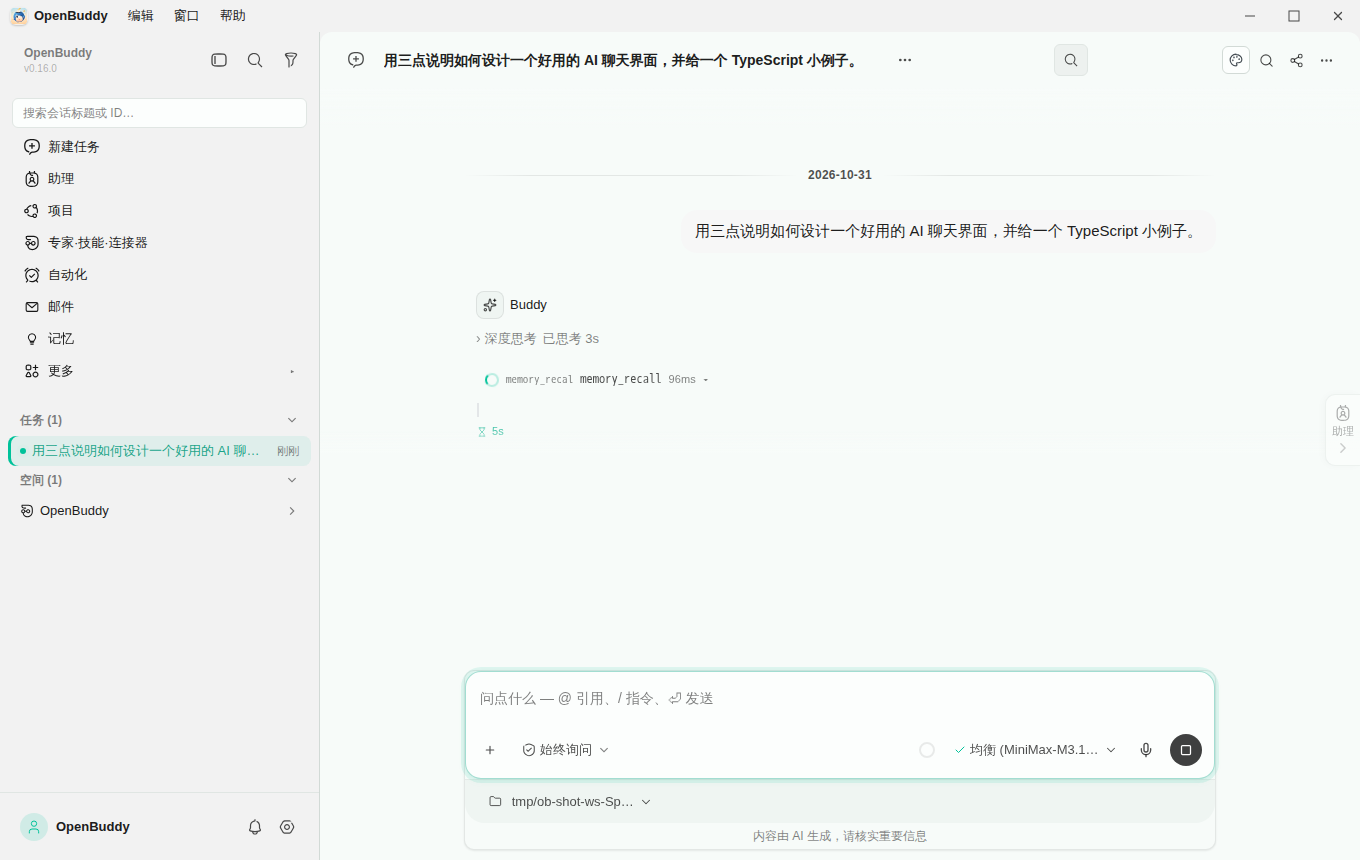 OpenBuddy 编辑 窗口 帮助
OpenBuddy
v0.16.0
搜索会话标题或 ID…
新建任务
助理
项目
专家·技能·连接器
自动化
邮件
记忆
更多
任务 (1)
用三点说明如何设计一个好用的 AI 聊… 刚刚
空间 (1)
OpenBuddy
OpenBuddy
用三点说明如何设计一个好用的 AI 聊天界面，并给一个 TypeScript 小例子。
2026-10-31
用三点说明如何设计一个好用的 AI 聊天界面，并给一个 TypeScript 小例子。
Buddy
深度思考 已思考 3s
memory_recal memory_recall 96ms
5s
助理
问点什么 — @ 引用、/ 指令、⏎ 发送
始终询问 均衡 (MiniMax-M3.1…
tmp/ob-shot-ws-Sp…
内容由 AI 生成，请核实重要信息